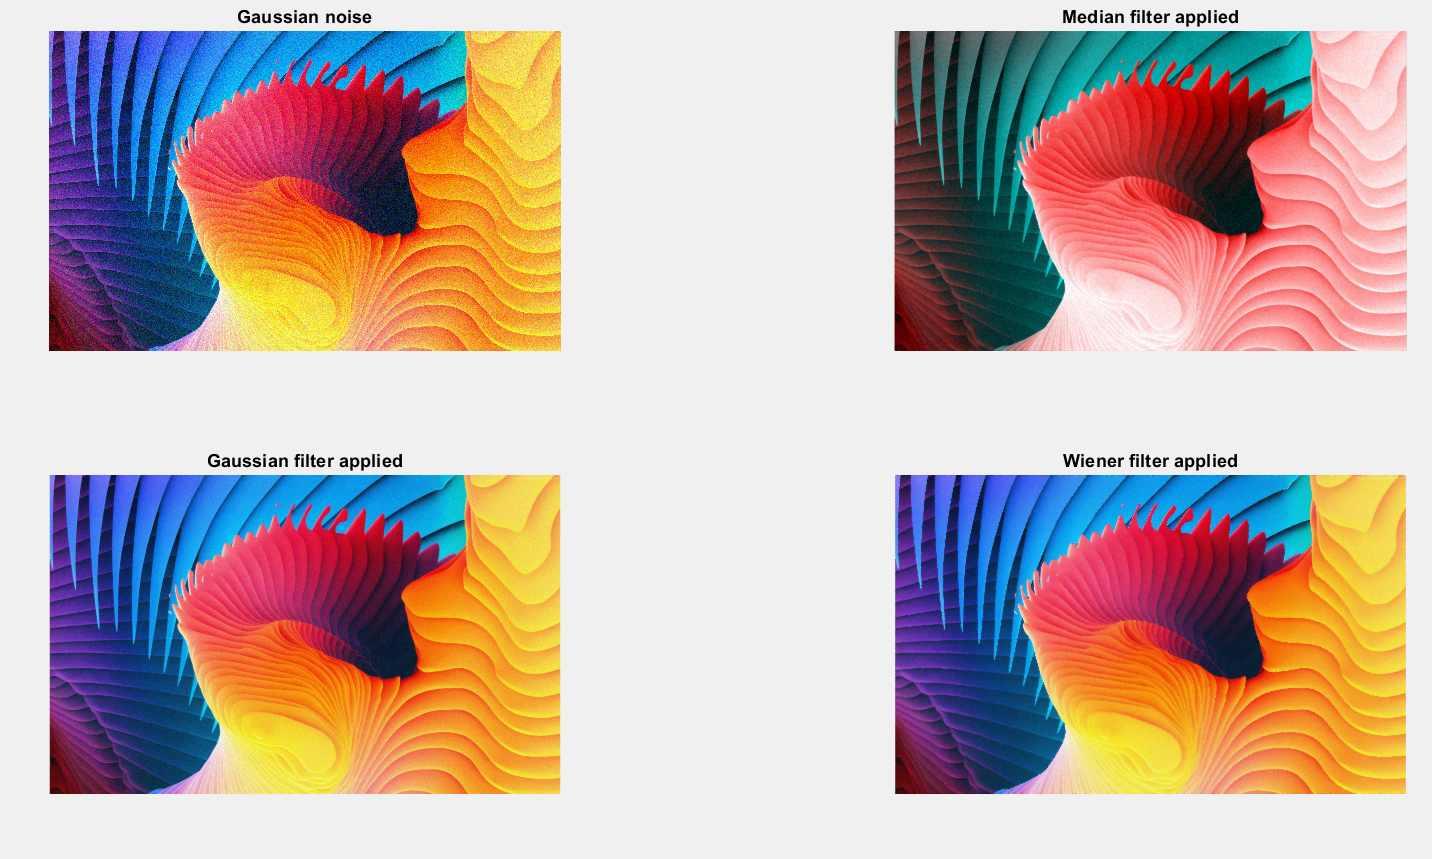 Gaussian noise
Median filter applied
Gaussian filter applied
Wiener filter applied